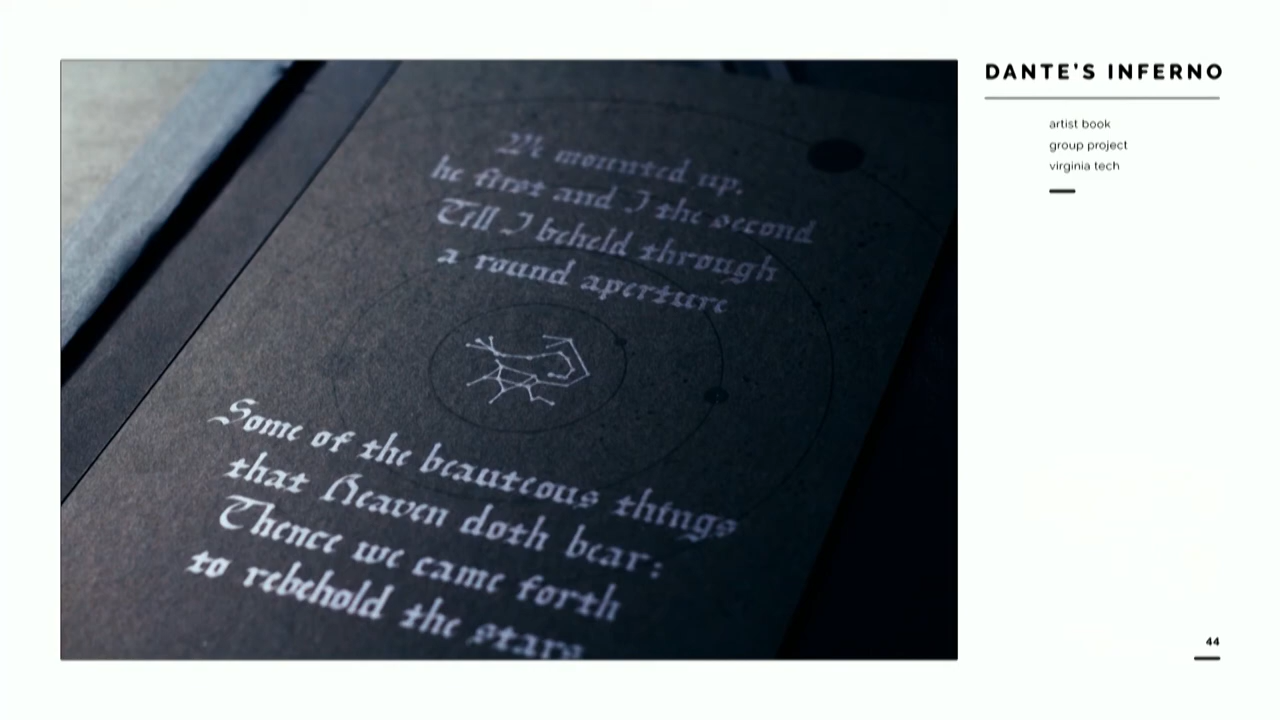 DANTE'S INFERNO
artist book
group project
virginia tech
We mounted up,
he first and I the second
Till I beheld through
a round aperture
Some of the beauteous things
that Heaven doth bear:
Thence we came forth
to rebehold the stars
44